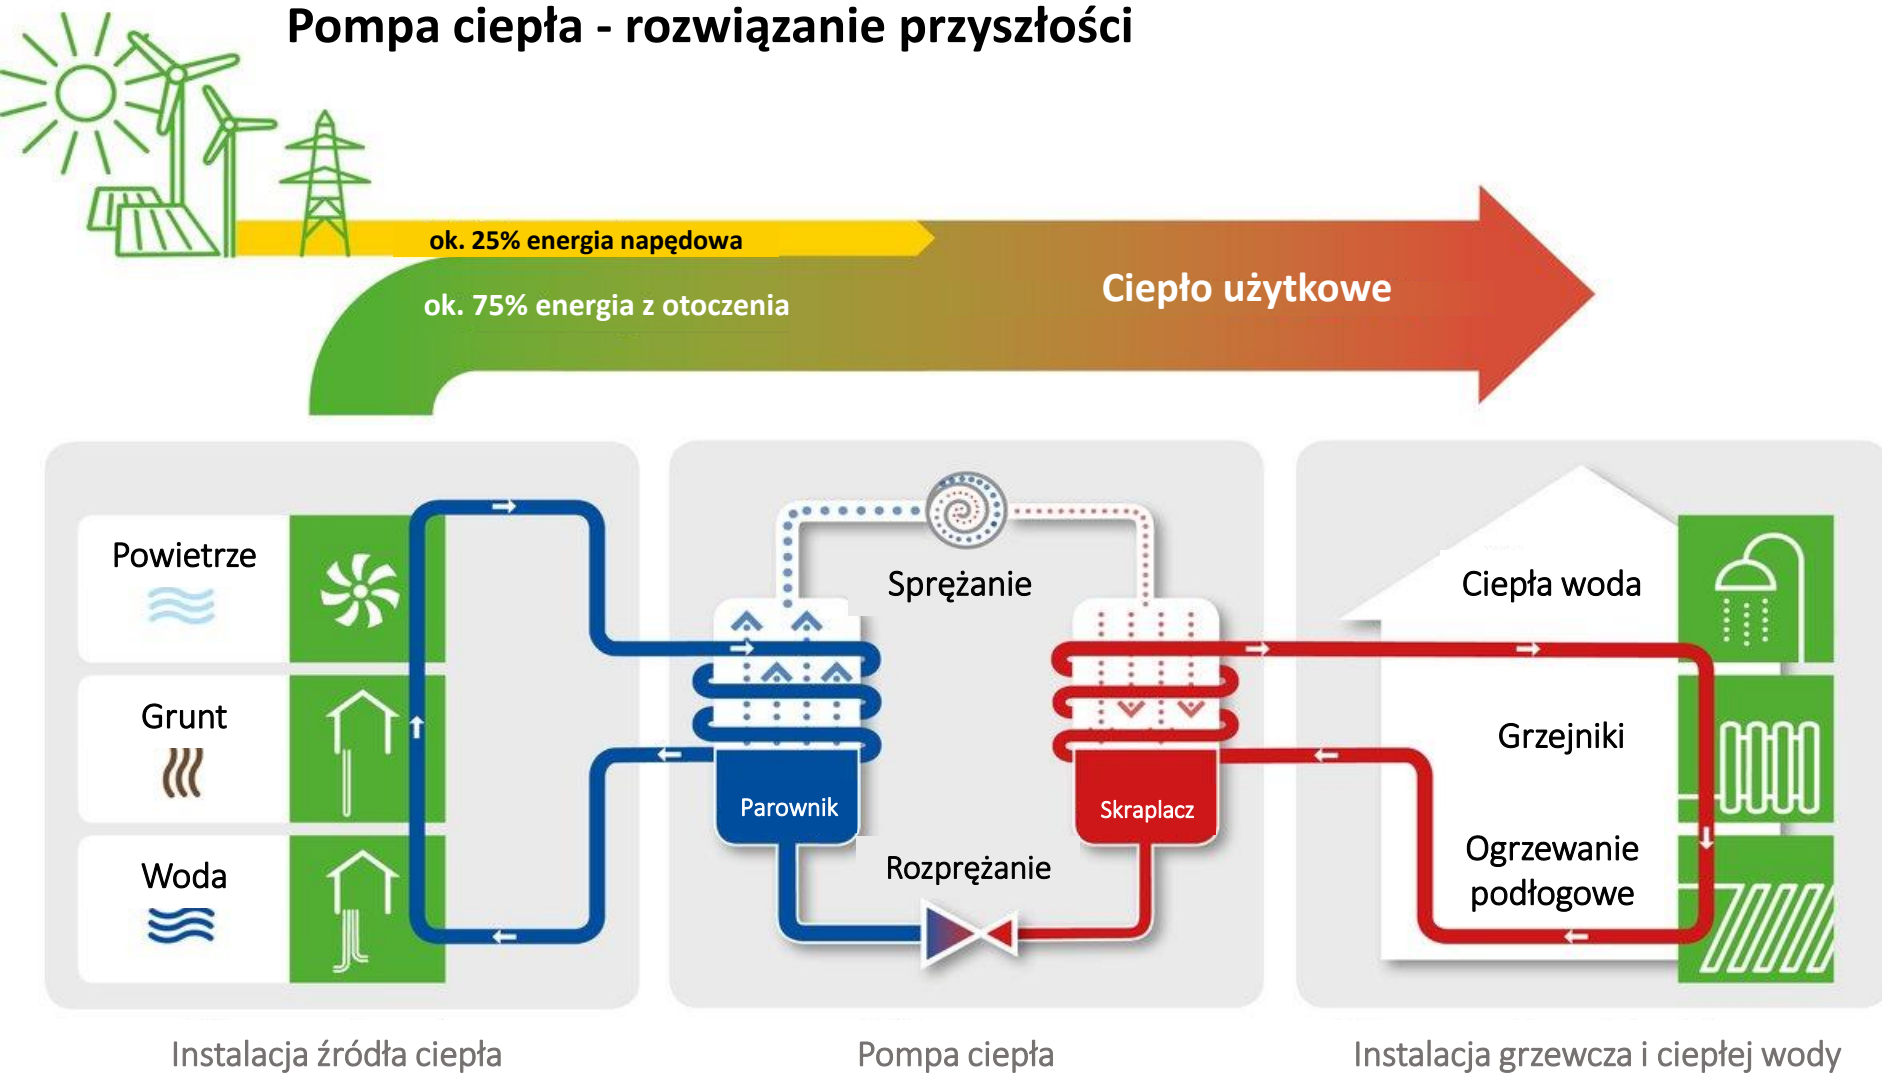 Pompa ciepła - rozwiązanie przyszłości
ok. 25% energia napędowa
ok. 75% energia z otoczenia
Ciepło użytkowe
Powietrze
Grunt
Woda
Sprężanie
Parownik
Skraplacz
Rozprężanie
Ciepła woda
Grzejniki
Ogrzewanie
podłogowe
Instalacja źródła ciepła
Pompa ciepła
Instalacja grzewcza i ciepłej wody